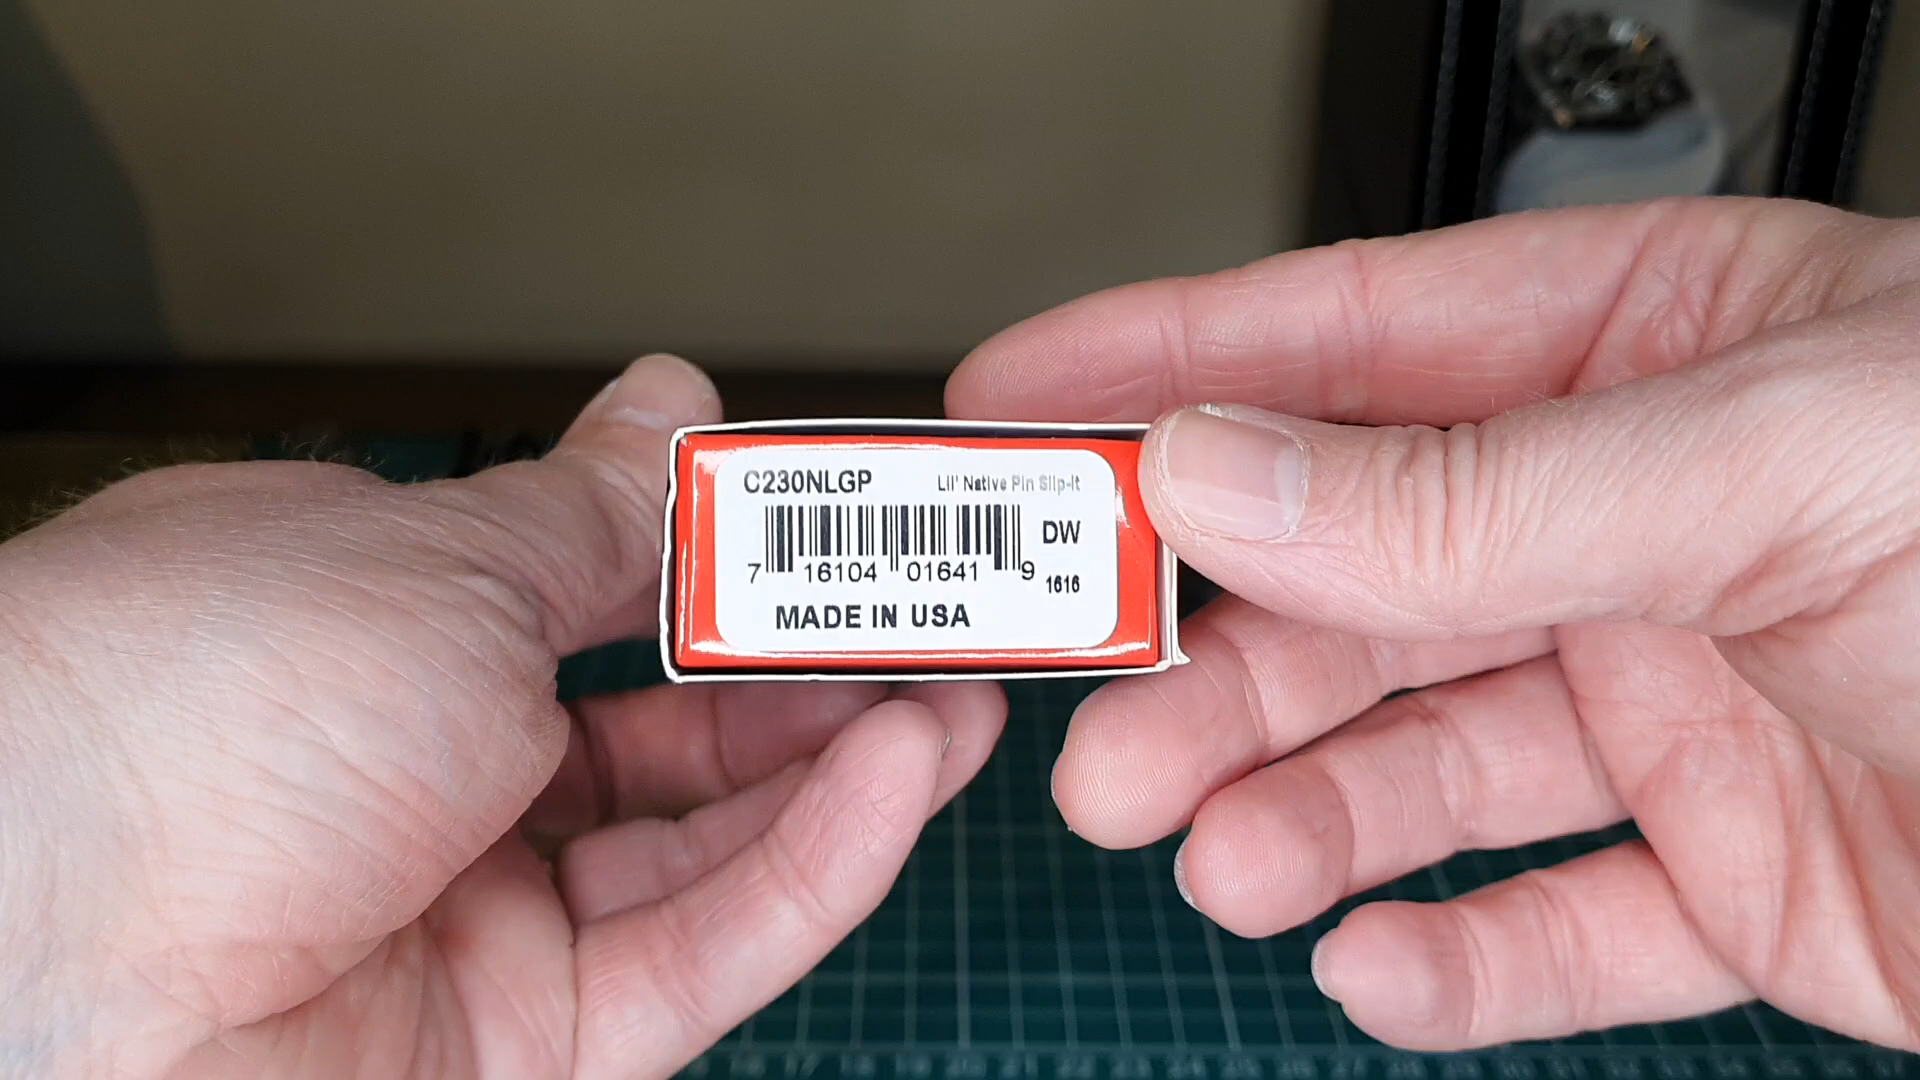 C230NLGP Lil' Native Pin Slip-it
DW
7 16104 01641 9 1616
MADE IN USA